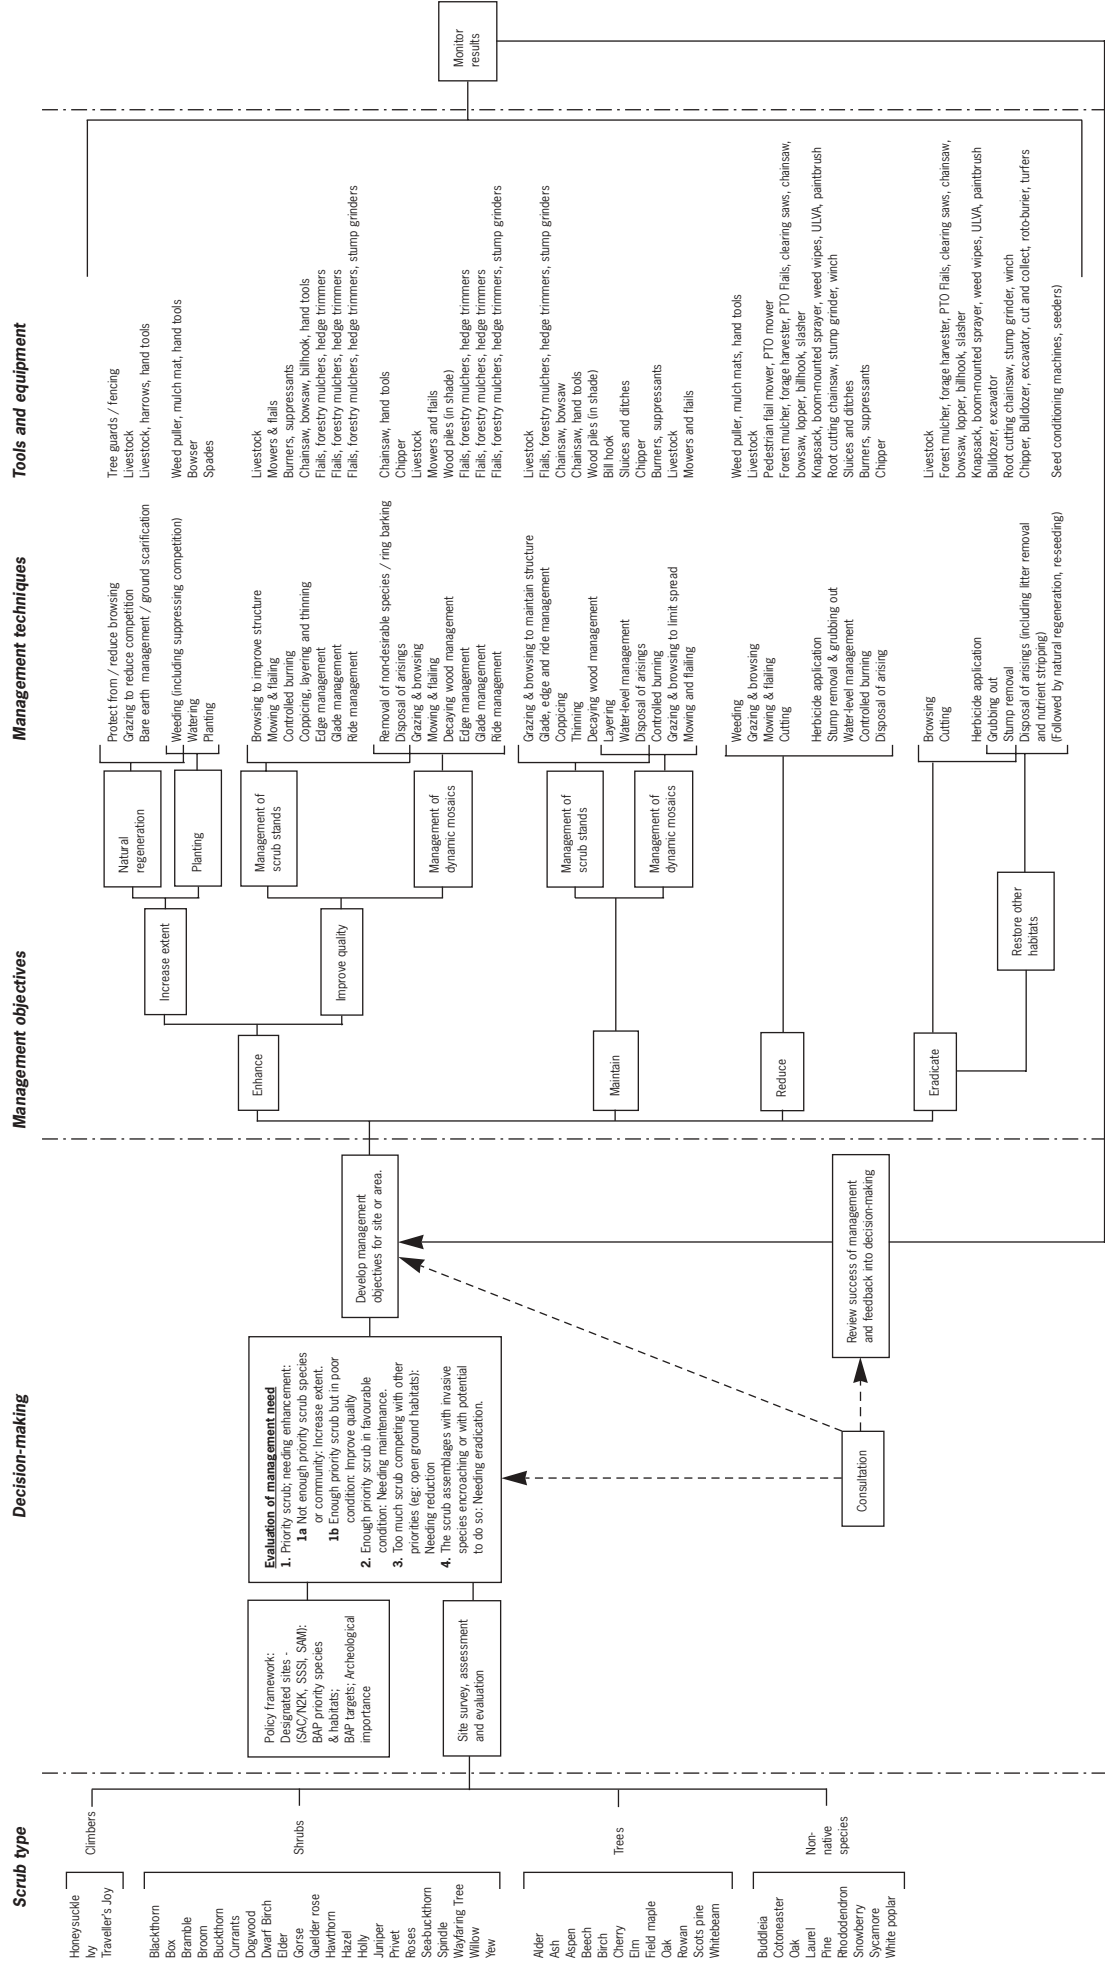 Scrub type
Decision-making
Management objectives
Management techniques
Tools and equipment
Honeysuckle
Ivy
Traveller's Joy
Climbers
Blackthorn
Box
Bramble
Broom
Buckthorn
Currants
Dogwood
Dwarf Birch
Elder
Gorse
Guelder rose
Hawthorn
Hazel
Holly
Juniper
Privet
Roses
Sea-buckthorn
Spindle
Wayfaring Tree
Willow
Yew
Shrubs
Alder
Ash
Aspen
Beech
Birch
Cherry
Elm
Field maple
Oak
Rowan
Scots pine
Whitebeam
Trees
Buddleia
Cotoneaster
Oak
Laurel
Pine
Rhododendron
Snowberry
Sycamore
White poplar
Non-
native
species
Policy framework:
Designated sites -
(SAC/N2K, SSSI, SAM):
BAP priority species
& habitats;
BAP targets; Archeological
importance
Site survey, assessment
and evaluation
Evaluation of management need
1. Priority scrub; needing enhancement:
1a Not enough priority scrub species
or community: Increase extent.
1b Enough priority scrub but in poor
condition: Improve quality
2. Enough priority scrub in favourable
condition: Needing maintenance.
3. Too much scrub competing with other
priorities (eg: open ground habitats):
Needing reduction
4. The scrub assemblages with invasive
species encroaching or with potential
to do so: Needing eradication.
Develop management
objectives for site or area.
Consultation
Review success of management
and feedback into decision-making
Enhance
Increase extent
Improve quality
Maintain
Reduce
Eradicate
Restore other
habitats
Natural
regeneration
Planting
Management of
scrub stands
Management of
dynamic mosaics
Management of
scrub stands
Management of
dynamic mosaics
Protect from / reduce browsing
Grazing to reduce competition
Bare earth management / ground scarification
Weeding (including suppressing competition)
Watering
Planting
Browsing to improve structure
Mowing & flailing
Controlled burning
Coppicing, layering and thinning
Edge management
Glade management
Ride management
Removal of non-desirable species / ring barking
Disposal of arisings
Grazing & browsing
Mowing & flailing
Decaying wood management
Edge management
Glade management
Ride management
Grazing & browsing to maintain structure
Glade, edge and ride management
Coppicing
Thinning
Decaying wood management
Layering
Water-level management
Disposal of arisings
Controlled burning
Grazing & browsing to limit spread
Mowing and flailing
Weeding
Grazing & browsing
Mowing & flailing
Cutting
Herbicide application
Stump removal & grubbing out
Water-level management
Controlled burning
Disposal of arising
Browsing
Cutting
Herbicide application
Grubbing out
Stump removal
Disposal of arisings (including litter removal
and nutrient stripping)
(Followed by natural regeneration, re-seeding)
Tree guards / fencing
Livestock
Livestock, harrows, hand tools
Weed puller, mulch mat, hand tools
Bowser
Spades
Livestock
Mowers & flails
Burners, suppressants
Chainsaw, bowsaw, billhook, hand tools
Flails, forestry mulchers, hedge trimmers
Flails, forestry mulchers, hedge trimmers
Flails, forestry mulchers, hedge trimmers, stump grinders
Chainsaw, hand tools
Chipper
Livestock
Mowers and flails
Wood piles (in shade)
Flails, forestry mulchers, hedge trimmers
Flails, forestry mulchers, hedge trimmers
Flails, forestry mulchers, hedge trimmers, stump grinders
Livestock
Flails, forestry mulchers, hedge trimmers, stump grinders
Chainsaw, bowsaw
Chainsaw, hand tools
Wood piles (in shade)
Bill hook
Sluices and ditches
Chipper
Burners, suppressants
Livestock
Mowers and flails
Weed puller, mulch mats, hand tools
Livestock
Pedestrian flail mower, PTO mower
Forest mulcher, forage harvester, PTO Flails, clearing saws, chainsaw,
bowsaw, loper, billhook, slasher
Knapsack, boom-mounted sprayer, weed wipes, ULVA, paintbrush
Root cutting chainsaw, stump grinder, winch
Sluices and ditches
Burners, suppressants
Chipper
Livestock
Forest mulcher, forage harvester, PTO Flails, clearing saws, chainsaw,
bowsaw, loper, billhook, slasher
Knapsack, boom-mounted sprayer, weed wipes, ULVA, paintbrush
Bulldozer, excavator
Root cutting chainsaw, stump grinder, winch
Chipper, Bulldozer, excavator, cut and collect, roto-burier, turfers
Seed conditioning machines, seeders)
Monitor
results